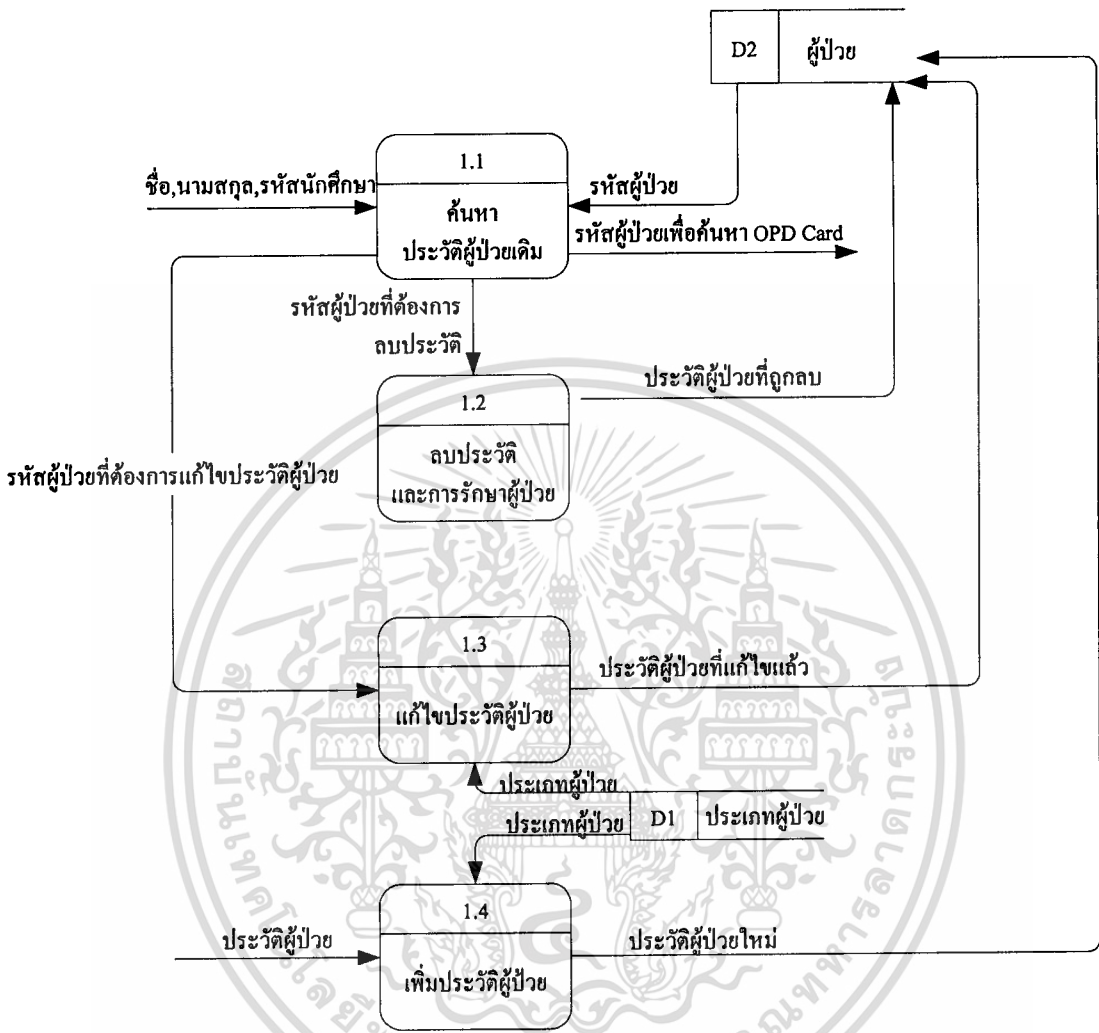 D2
ผู้ป่วย
1.1
ชื่อ,นามสกุล,รหัสนักศึกษา
ค้นหา
ประวัติผู้ป่วยเดิม
รหัสผู้ป่วย
รหัสผู้ป่วยเพื่อค้นหา OPD Card
รหัสผู้ป่วยที่ต้องการ
ลบประวัติ
1.2
ลบประวัติ
และการรักษาผู้ป่วย
ประวัติผู้ป่วยที่ถูกลบ
รหัสผู้ป่วยที่ต้องการแก้ไขประวัติผู้ป่วย
1.3
แก้ไขประวัติผู้ป่วย
ประวัติผู้ป่วยที่แก้ไขแล้ว
ประเภทผู้ป่วย
ประเภทผู้ป่วย
D1
ประเภทผู้ป่วย
1.4
เพิ่มประวัติผู้ป้วย
ประวัติผู้ป่วย
ประวัติผู้ป่วยใหม่